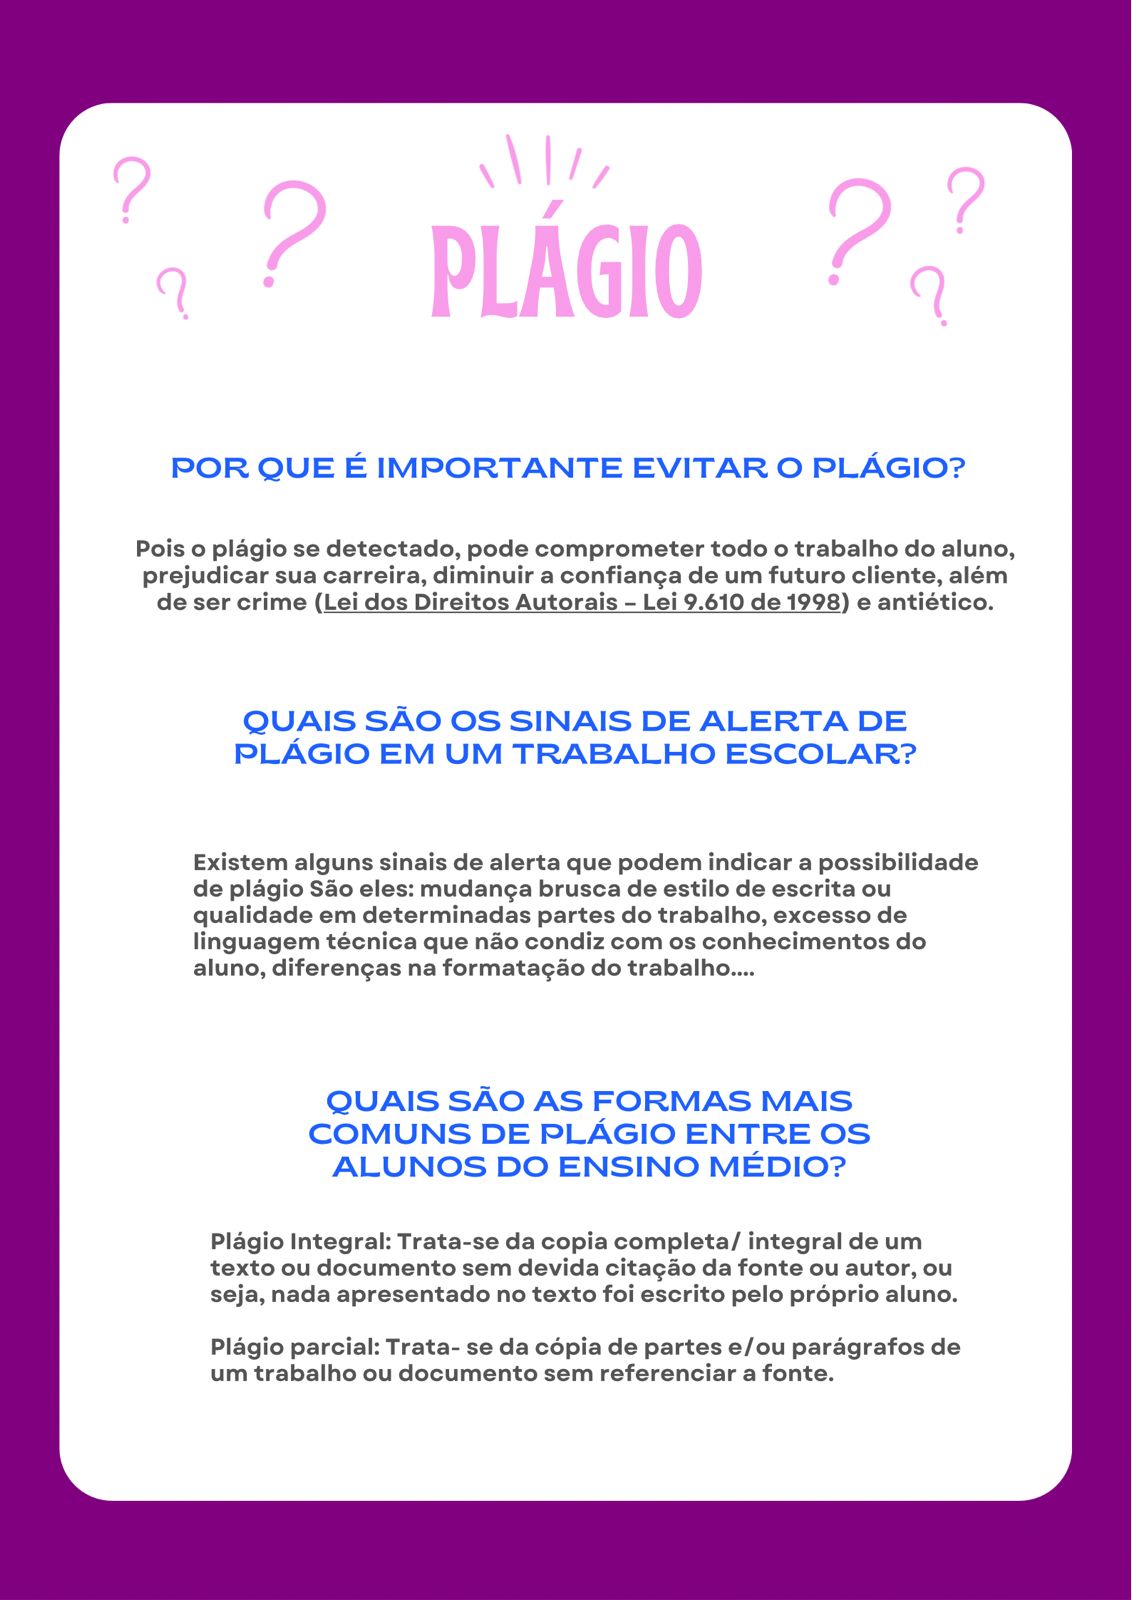 PLÁGIO
POR QUE É IMPORTANTE EVITAR O PLÁGIO?
Pois o plágio se detectado, pode comprometer todo o trabalho do aluno,
prejudicar sua carreira, diminuir a confiança de um futuro cliente, além
de ser crime (Lei dos Direitos Autorais – Lei 9.610 de 1998) e antiético.
QUAIS SÃO OS SINAIS DE ALERTA DE
PLÁGIO EM UM TRABALHO ESCOLAR?
Existem alguns sinais de alerta que podem indicar a possibilidade
de plágio São eles: mudança brusca de estilo de escrita ou
qualidade em determinadas partes do trabalho, excesso de
linguagem técnica que não condiz com os conhecimentos do
aluno, diferenças na formatação do trabalho....
QUAIS SÃO AS FORMAS MAIS
COMUNS DE PLÁGIO ENTRE OS
ALUNOS DO ENSINO MÉDIO?
Plágio Integral: Trata-se da copia completa/ integral de um
texto ou documento sem devida citação da fonte ou autor, ou
seja, nada apresentado no texto foi escrito pelo próprio aluno.
Plágio parcial: Trata- se da cópia de partes e/ou parágrafos de
um trabalho ou documento sem referenciar a fonte.